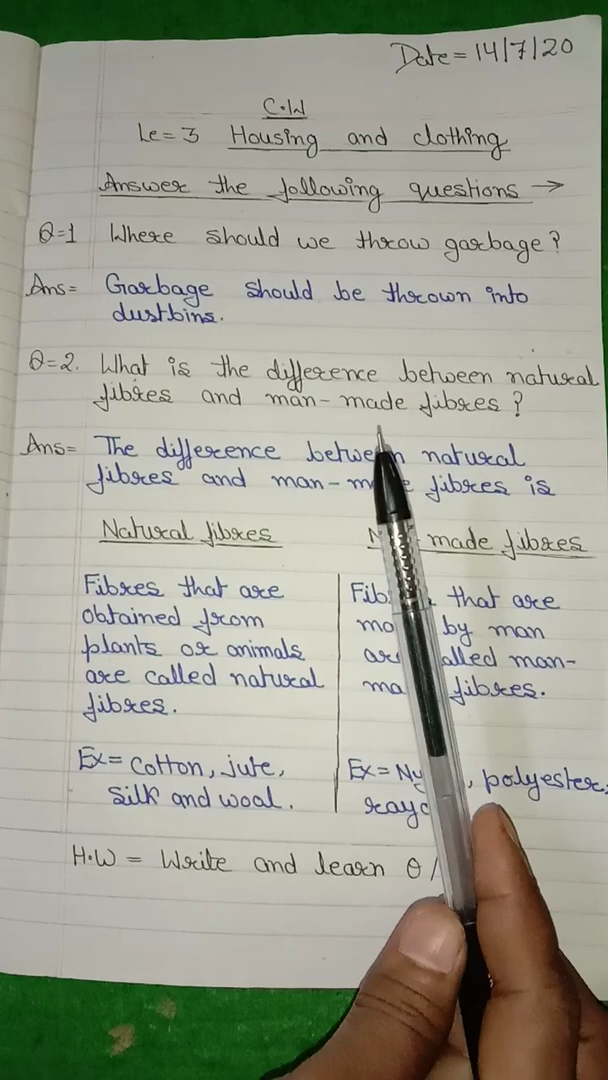 Date = 14/7/20
C.W
Le = 3 Housing and clothing
Answer the following questions →
Q=1 Where should we throw garbage?
Ans= Garbage should be thrown into
dustbins.
Q=2. What is the difference between natural
fibres and man-made fibres?
Ans= The difference between natural
fibres and man-made fibres is
Natural fibres
Fibres that are
obtained from
plants or animals
are called natural
fibres.
Ex= Cotton, jute,
silk and woal.
made fibres
that are
by man
man-
fibres.
Ex= , polyester,
H.W = Write and learn Q/